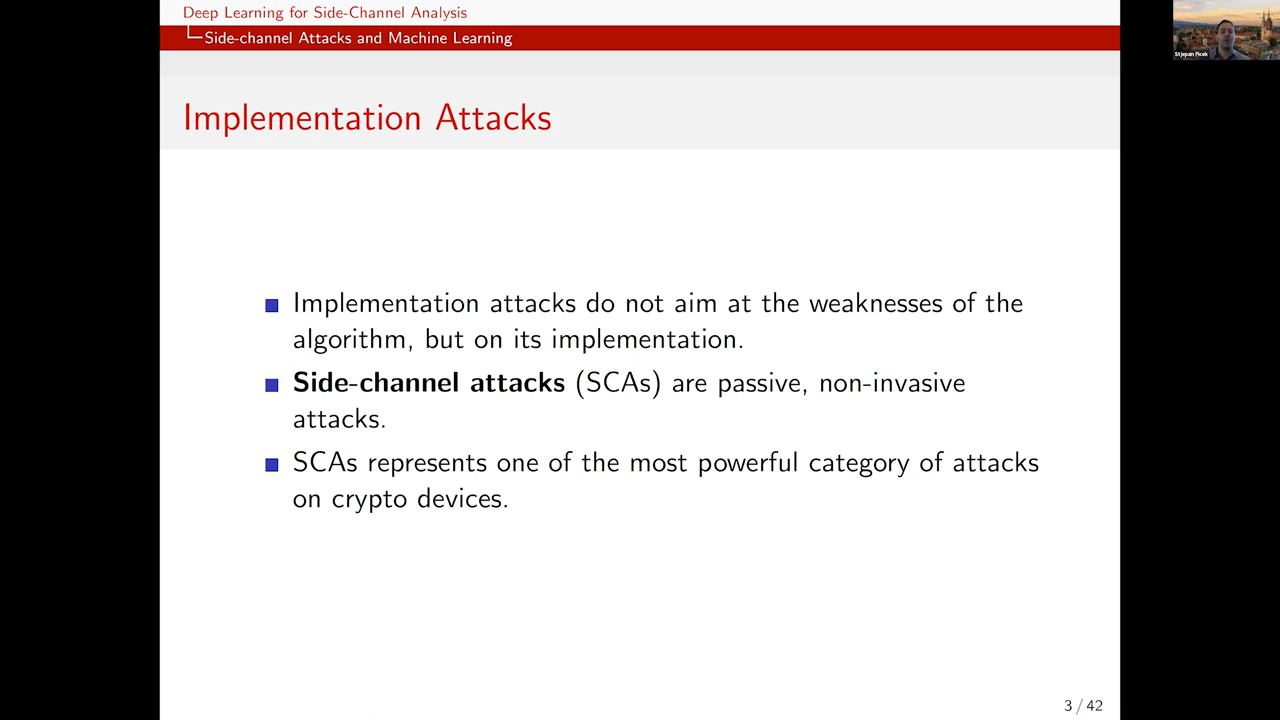 Deep Learning for Side-Channel Analysis
Side-channel Attacks and Machine Learning
Stjepan Picek
Implementation Attacks
Implementation attacks do not aim at the weaknesses of the
algorithm, but on its implementation.
Side-channel attacks (SCAs) are passive, non-invasive
attacks.
SCAs represents one of the most powerful category of attacks
on crypto devices.
3 / 42